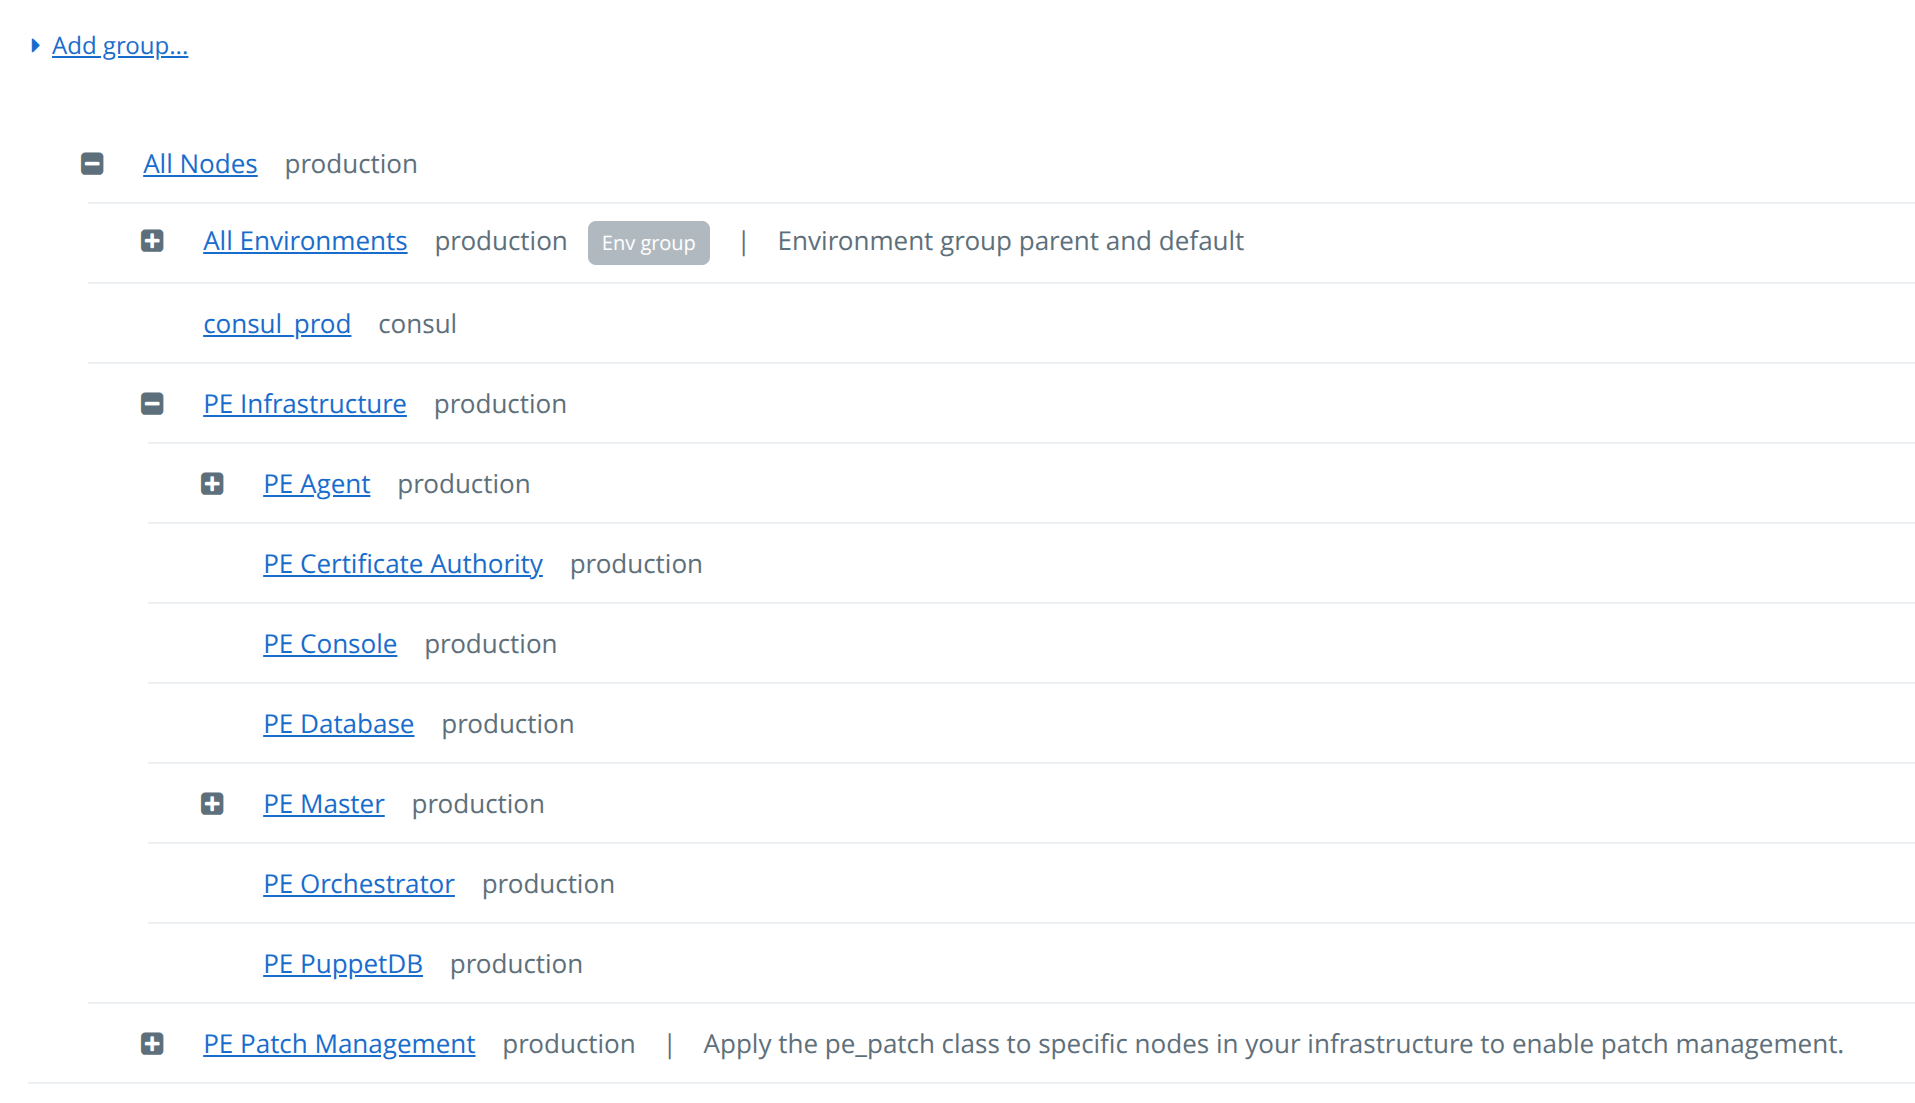 Add group...
All Nodes production
All Environments production Env group | Environment group parent and default
consul_prod consul
PE Infrastructure production
PE Agent production
PE Certificate Authority production
PE Console production
PE Database production
PE Master production
PE Orchestrator production
PE PuppetDB production
PE Patch Management production | Apply the pe_patch class to specific nodes in your infrastructure to enable patch management.